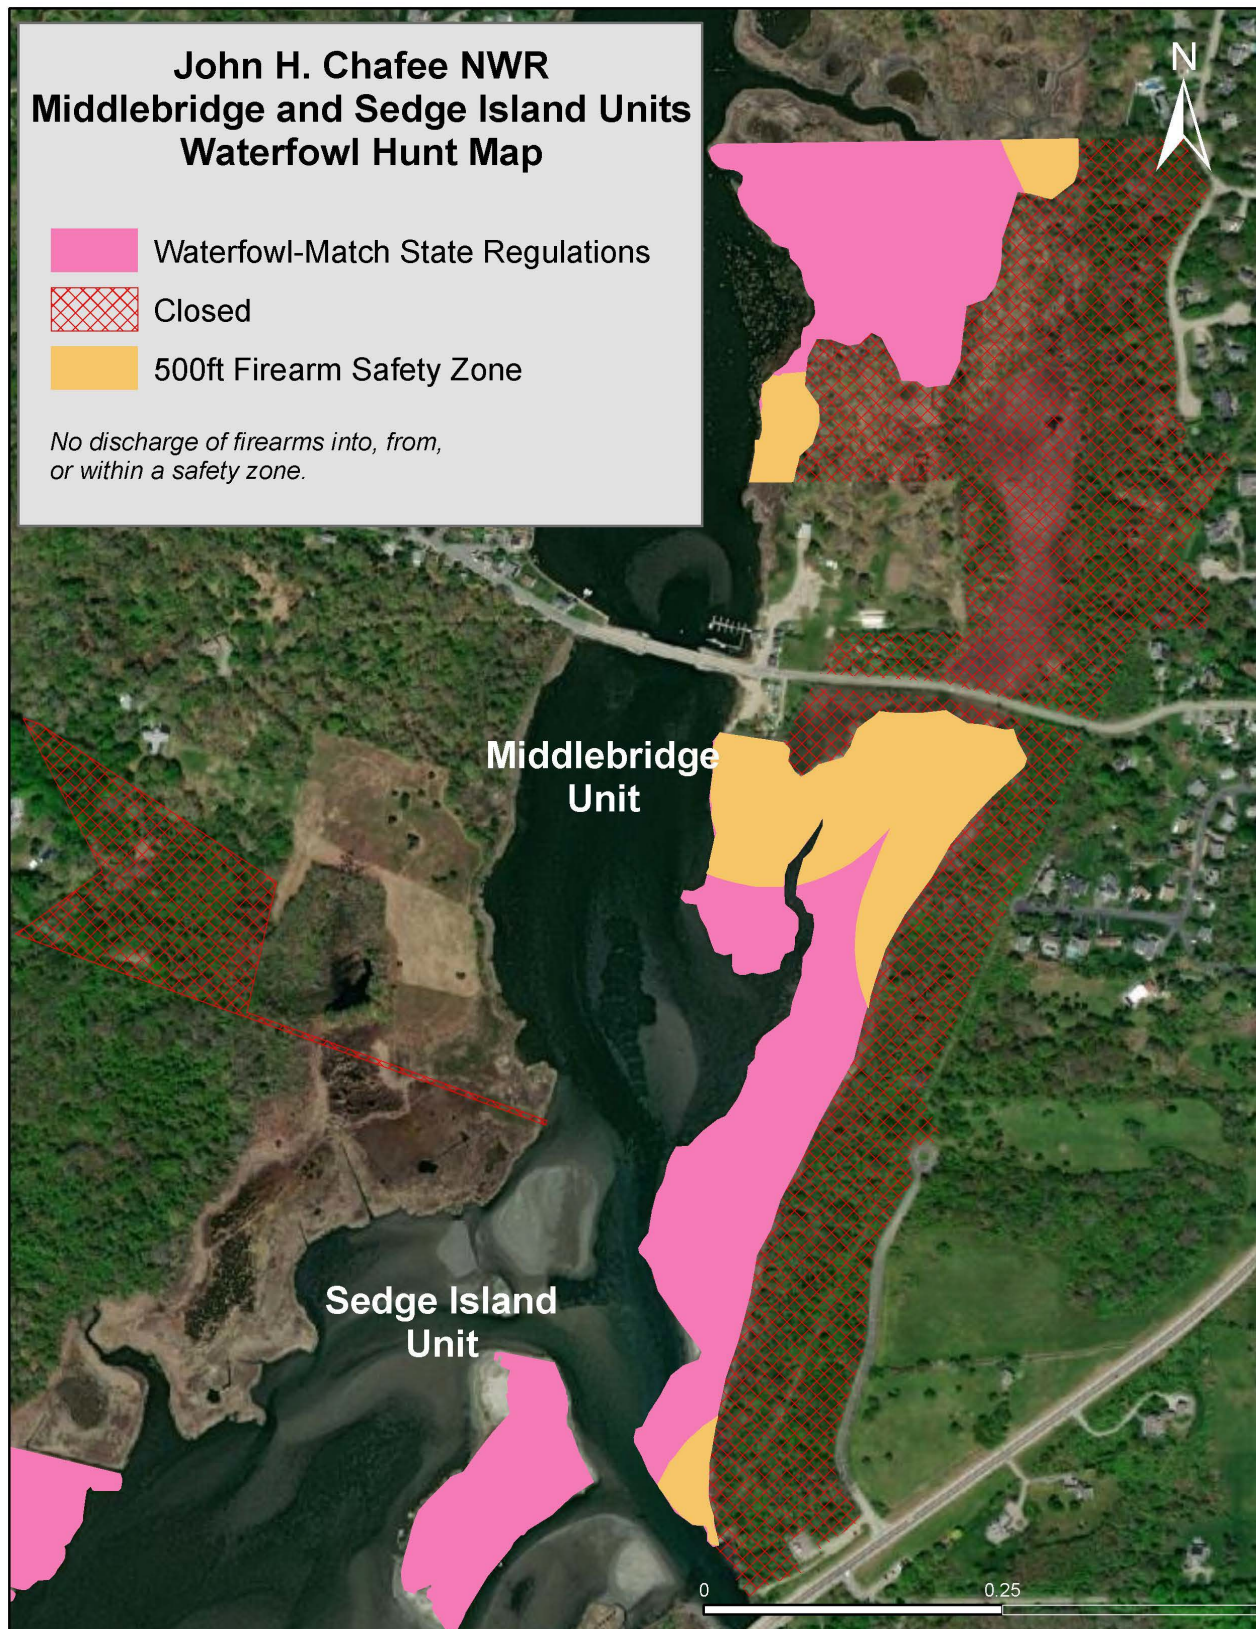 John H. Chafee NWR
Middlebridge and Sedge Island Units
Waterfowl Hunt Map
Waterfowl-Match State Regulations
Closed
500ft Firearm Safety Zone
No discharge of firearms into, from,
or within a safety zone.
N
Middlebridge
Unit
Sedge Island
Unit
0
0.25